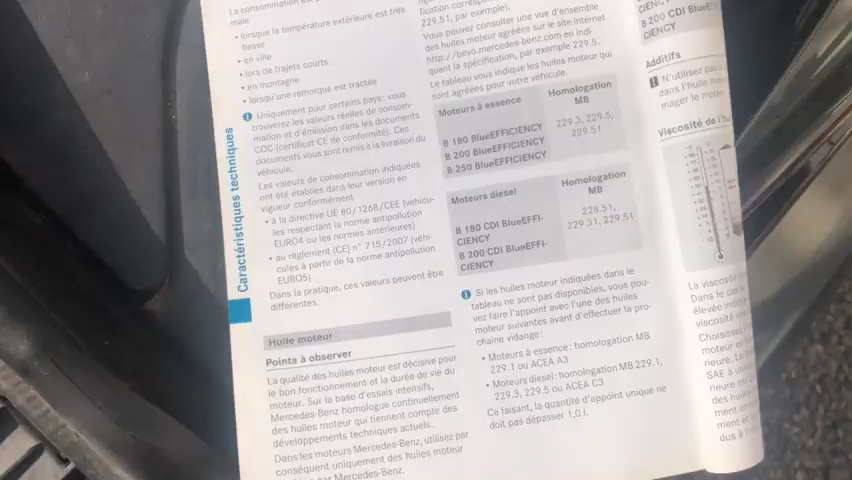 La consommation
male
• lorsque la température extérieure est très
basse
• en ville
• lors de trajets courts
• en montagne
• lorsqu'une remorque est tractée
Uniquement pour certains pays: vous
trouverez les valeurs réelles de consom-
mation et d'émission dans les documents
COC (certificat CE de conformité). Ces
documents vous sont remis à la livraison du
véhicule.
Les valeurs de consommation indiquées
ont été établies dans leur version en
vigueur conformément
• à la directive UE 80/1268/CEE (véhicu-
les respectant la norme antipollution
EURO4 ou les normes antérieures)
• au règlement (CE) n° 715/2007 (véhi-
cules à partir de la norme antipollution
EURO5)
Dans la pratique, ces valeurs peuvent être
différentes.
Huile moteur
Points à observer
La qualité des huiles moteur est décisive pour
le bon fonctionnement et la durée de vie du
moteur. Sur la base d'essais intensifs,
Mercedes-Benz homologue continuellement
des huiles moteur qui tiennent compte des
développements techniques actuels.
Dans les moteurs Mercedes-Benz, utilisez par
conséquent uniquement des huiles moteur
par Mercedes-Benz.
Caractéristiques techniques
fication
229.51, par exemple).
Vous pouvez consulter une vue d'ensemble
des huiles moteur agréées sur le site Internet
http://bevo.mercedes-benz.com en indi-
quant la spécification, par exemple 229.5.
Le tableau vous indique les huiles moteur qui
sont agréées pour votre véhicule.
Moteurs à essence
Homologation
MB
B 180 BlueEFFICIENCY
B 200 BlueEFFICIENCY
B 250 BlueEFFICIENCY
229.3, 229.5,
229.51
Moteurs diesel
Homologation
MB
B 180 CDI BlueEFFI-
CIENCY
B 200 CDI BlueEFFI-
CIENCY
228.51,
229.31, 229.51
Si les huiles moteur indiquées dans le
tableau ne sont pas disponibles, vous pou-
vez faire l'appoint avec l'une des huiles
moteur suivantes avant d'effectuer la pro-
chaine vidange:
• Moteurs à essence: homologation MB
229.1 ou ACEA A3
• Moteurs diesel: homologation MB 229.1,
229.3, 229.5 ou ACEA C3
Ce faisant, la quantité d'appoint unique ne
doit pas dépasser 1,0 l.
CIENCY
B 200 CDI BlueEFF
CIENCY
Additifs
N'utilisez pas
dans l'huile
Viscosité de l'hu
La viscosité
Dans le cas
élevée
viscosité
Choisissez
moteur
rieure.
SAE à
rieure
des huiles
ment
ment et
dus à l'